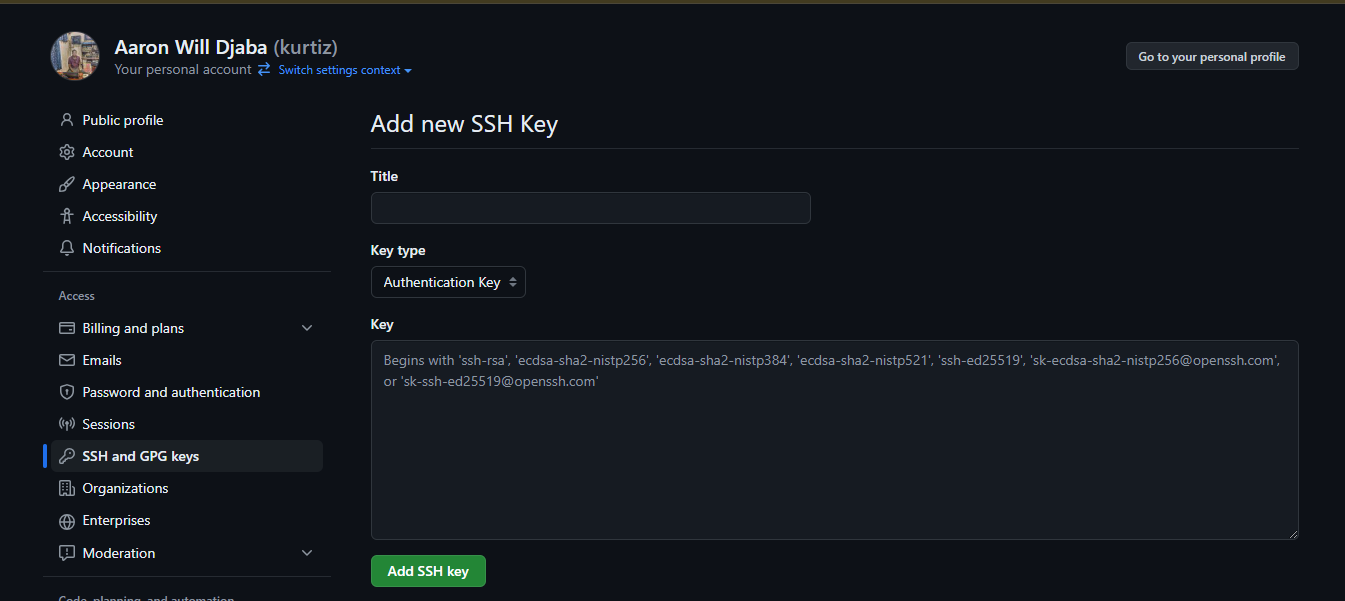 Aaron Will Djaba (kurtiz)
Your personal account Switch settings context
Go to your personal profile
Public profile
Account
Appearance
Accessibility
Notifications
Access
Billing and plans
Emails
Password and authentication
Sessions
SSH and GPG keys
Organizations
Enterprises
Moderation
Code, planning, and automation
Add new SSH Key
Title
Key type
Authentication Key
Key
Begins with 'ssh-rsa', 'ecdsa-sha2-nistp256', 'ecdsa-sha2-nistp384', 'ecdsa-sha2-nistp521', 'ssh-ed25519', 'sk-ecdsa-sha2-nistp256@openssh.com',
or 'sk-ssh-ed25519@openssh.com'
Add SSH key